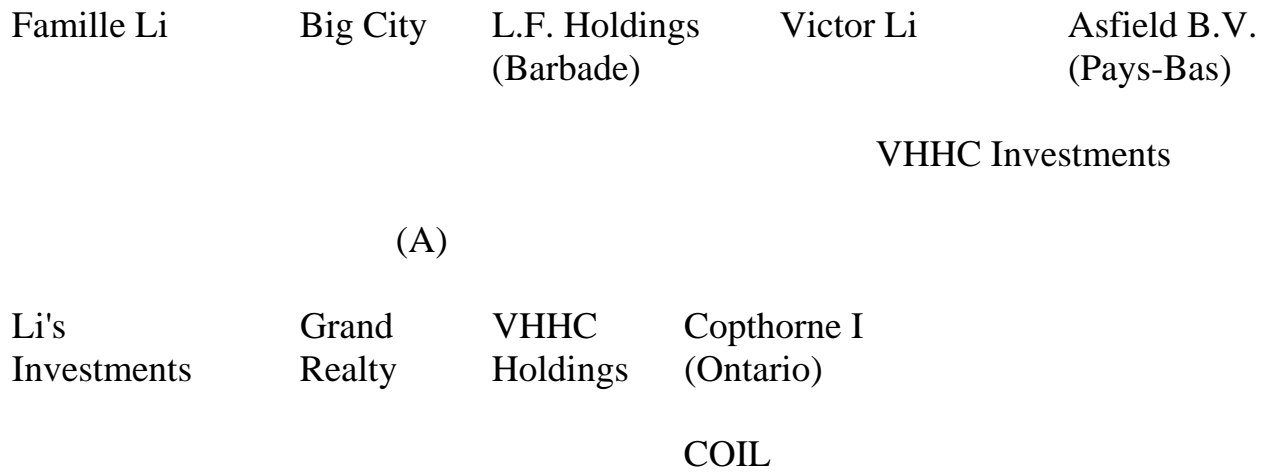 Famille Li Big City L.F. Holdings Victor Li Asfield B.V.
(Barbade) (Pays-Bas)
VHHC Investments
(A)
Li's Grand VHHC Copthorne I
Investments Realty Holdings (Ontario)
COIL